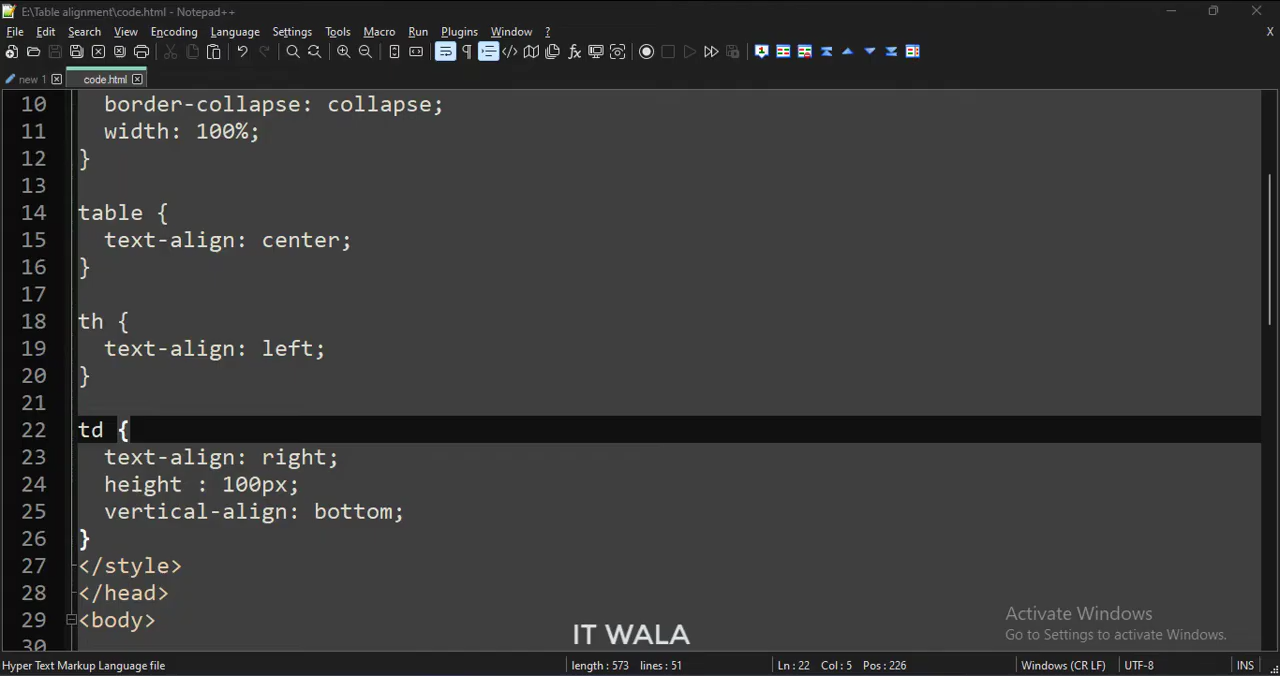 E:\Table alignment\code.html - Notepad++
File Edit Search View Encoding Language Settings Tools Macro Run Plugins Window ? X
new 1 code.html
10 border-collapse: collapse;
11 width: 100%;
12 }
13
14 table {
15 text-align: center;
16 }
17
18 th {
19 text-align: left;
20 }
21
22 td {
23 text-align: right;
24 height : 100px;
25 vertical-align: bottom;
26 }
27 </style>
28 </head>
29 <body>
30
Activate Windows
Go to Settings to activate Windows.
IT WALA
Hyper Text Markup Language file length : 573 lines : 51 Ln : 22 Col : 5 Pos : 226 Windows (CR LF) UTF-8 INS